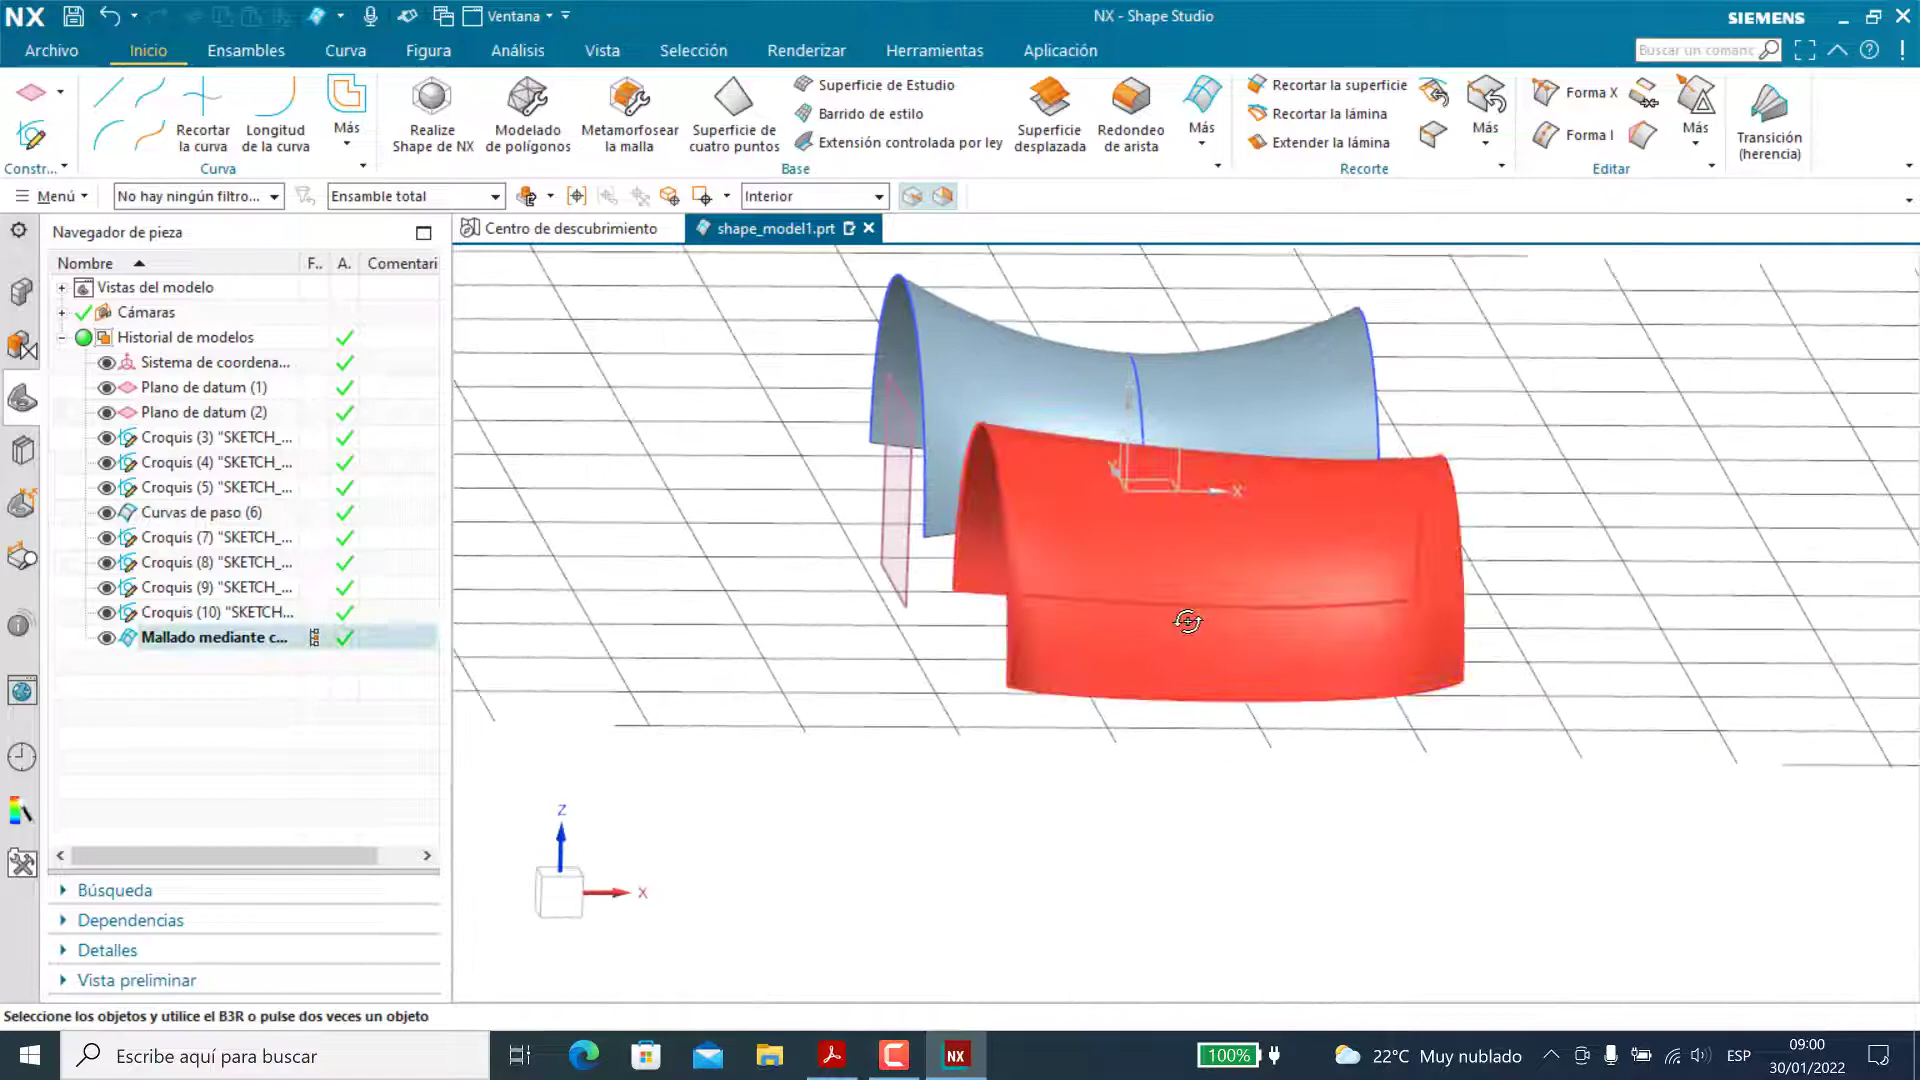 NX
Ventana
NX - Shape Studio
SIEMENS
Archivo
Inicio
Ensambles
Curva
Figura
Análisis
Vista
Selección
Renderizar
Herramientas
Aplicación
Buscar un comanc
Recortar
la curva
Longitud
de la curva
Más
Realize
Shape de NX
Modelado
de polígonos
Metamorfosear
la malla
Superficie de
cuatro puntos
Superficie de Estudio
Barrido de estilo
Extensión controlada por ley
Superficie
desplazada
Redondeo
de arista
Más
Recortar la superficie
Recortar la lámina
Extender la lámina
Más
Forma X
Forma I
Más
Transición
(herencia)
Constr...
Curva
Base
Recorte
Editar
Menú
No hay ningún filtro...
Ensamble total
Interior
Navegador de pieza
Centro de descubrimiento
shape_model1.prt
Nombre
F..
A.
Comentari
Vistas del modelo
Cámaras
Historial de modelos
Sistema de coordena...
Plano de datum (1)
Plano de datum (2)
Croquis (3) "SKETCH_...
Croquis (4) "SKETCH_...
Croquis (5) "SKETCH_...
Curvas de paso (6)
Croquis (7) "SKETCH_...
Croquis (8) "SKETCH_...
Croquis (9) "SKETCH_...
Croquis (10) "SKETCH...
Mallado mediante c...
X
Z
X
Búsqueda
Dependencias
Detalles
Vista preliminar
Seleccione los objetos y utilice el B3R o pulse dos veces un objeto
Escribe aquí para buscar
NX
100%
22°C Muy nublado
ESP
09:00
30/01/2022